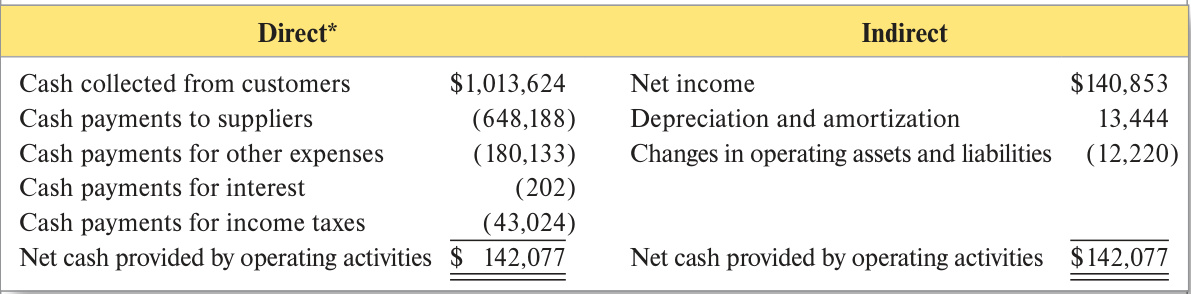 Direct* Indirect
Cash collected from customers $1,013,624 Net income $140,853
Cash payments to suppliers (648,188) Depreciation and amortization 13,444
Cash payments for other expenses (180,133) Changes in operating assets and liabilities (12,220)
Cash payments for interest (202)
Cash payments for income taxes (43,024)
Net cash provided by operating activities $ 142,077 Net cash provided by operating activities $142,077